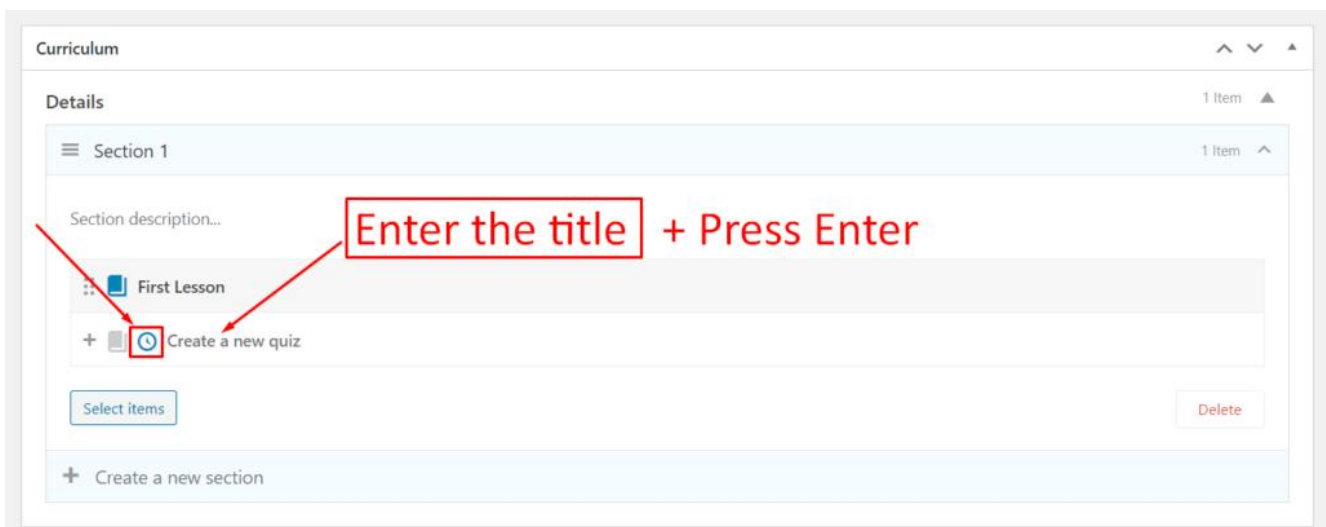 Curriculum
Details 1 Item
Section 1 1 Item
Section description...
Enter the title + Press Enter
First Lesson
+ Create a new quiz
Select items Delete
+ Create a new section